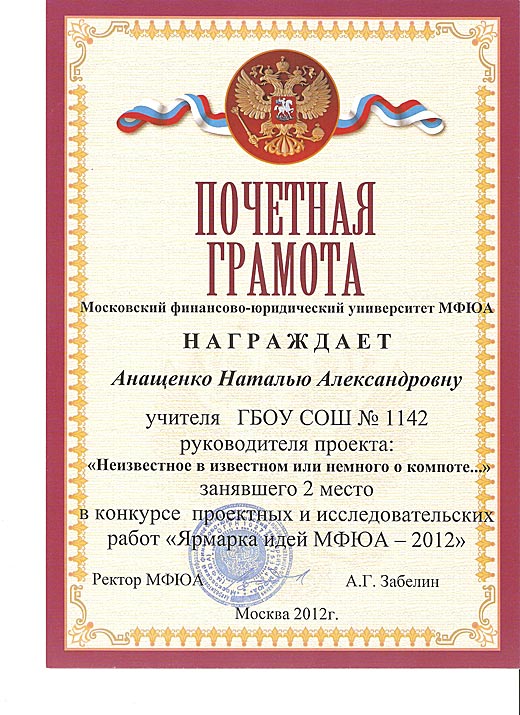 ПОЧЕТНАЯ
ГРАМОТА
Московский финансово-юридический университет МФЮА
НАГРАЖДАЕТ
Анащенко Наталью Александровну
учителя ГБОУ СОШ № 1142
руководителя проекта:
«Неизвестное в известном или немного о компоте...»
занявшего 2 место
в конкурсе проектных и исследовательских
работ «Ярмарка идей МФЮА – 2012»
Ректор МФЮА А.Г. Забелин
Москва 2012г.